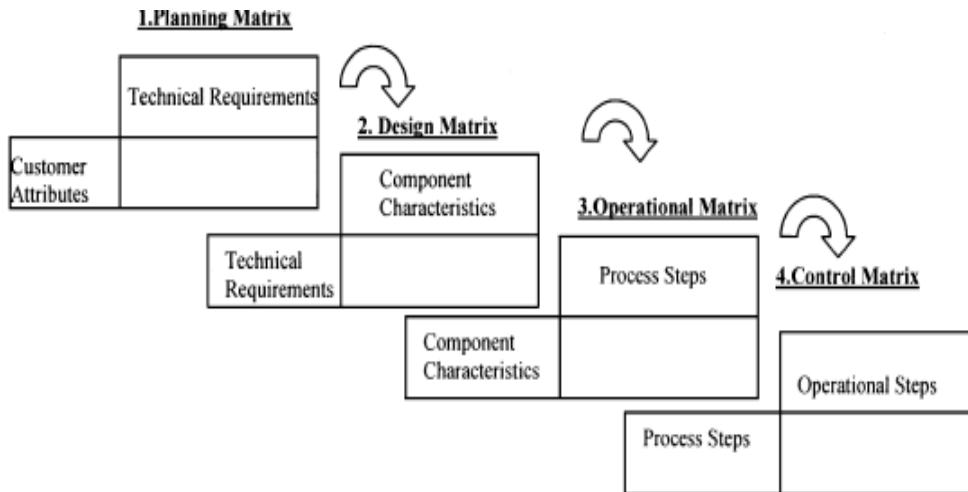 1.Planning Matrix
Technical Requirements
Customer
Attributes
2. Design Matrix
Component
Characteristics
Technical
Requirements
3.Operational Matrix
Process Steps
Component
Characteristics
4.Control Matrix
Operational Steps
Process Steps